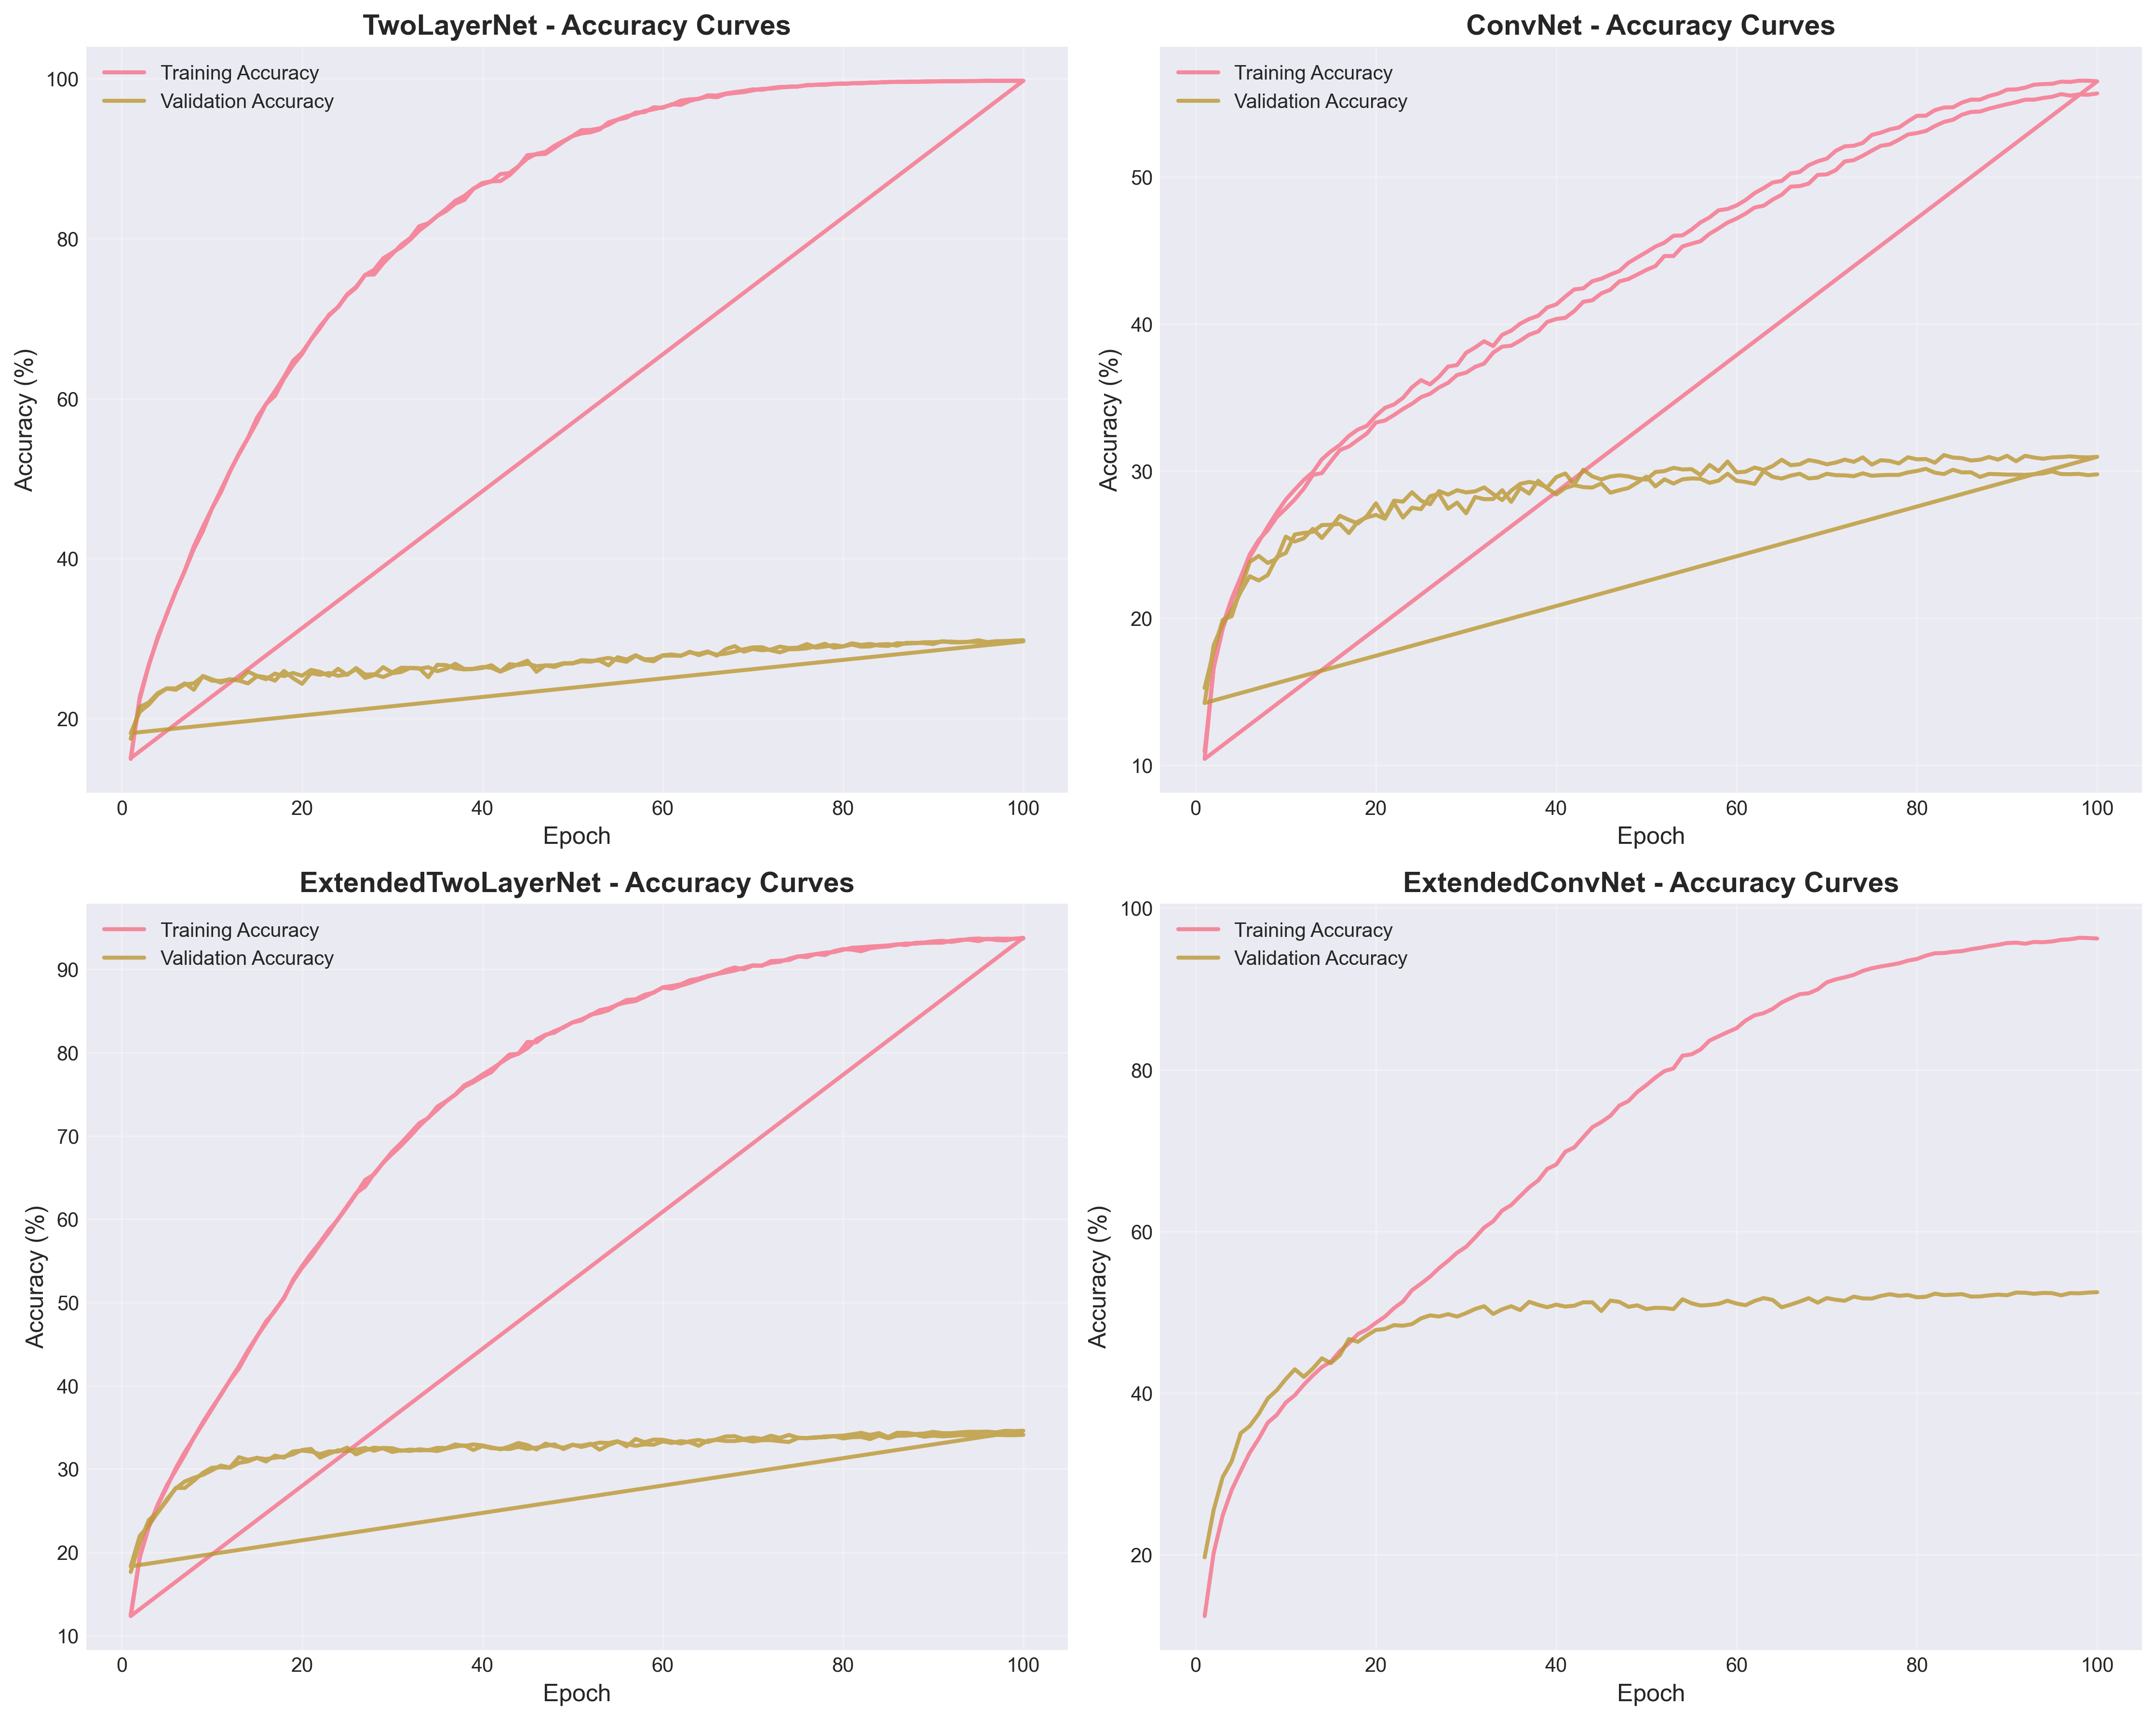 TwoLayerNet - Accuracy Curves
Training Accuracy
Validation Accuracy
Accuracy (%)
100
80
60
40
20
0 20 40 60 80 100
Epoch
ConvNet - Accuracy Curves
Training Accuracy
Validation Accuracy
Accuracy (%)
50
40
30
20
10
0 20 40 60 80 100
Epoch
ExtendedTwoLayerNet - Accuracy Curves
Training Accuracy
Validation Accuracy
Accuracy (%)
90
80
70
60
50
40
30
20
10
0 20 40 60 80 100
Epoch
ExtendedConvNet - Accuracy Curves
Training Accuracy
Validation Accuracy
Accuracy (%)
100
80
60
40
20
0 20 40 60 80 100
Epoch